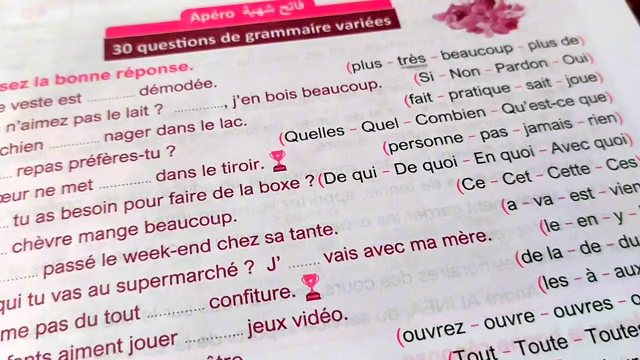 Apéro فاتح شهية
30 questions de grammaire variées
sez la bonne réponse.
e veste est ............ démodée. (plus – très – beaucoup – plus de)
n'aimez pas le lait ? ............, j'en bois beaucoup. (Si – Non – Pardon – Oui)
chien ............ nager dans le lac. (fait – pratique – sait – joue)
repas préfères-tu ? (Quelles – Quel – Combien – Qu'est-ce que)
œur ne met ............ dans le tiroir. (personne – pas – jamais – rien)
tu as besoin pour faire de la boxe ? (De qui – De quoi – En quoi – Avec quoi)
chèvre mange beaucoup. (Ce – Cet – Cette – Ces
passé le week-end chez sa tante. (a – va – est – vien
qui tu vas au supermarché ? J' ........ vais avec ma mère. (le – en – y –
me pas du tout ............ confiture. (de la – de – du
fants aiment jouer ............ jeux vidéo. (les – à – aux
être (ouvrez – ouvre – ouvres – o
(Tout – Toute – Toutes